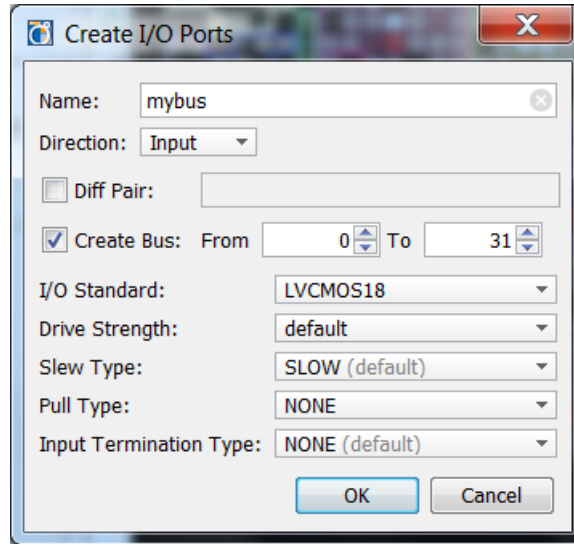 Create I/O Ports
Name: mybus
Direction: Input
Diff Pair:
Create Bus: From 0 To 31
I/O Standard: LVCMOS18
Drive Strength: default
Slew Type: SLOW (default)
Pull Type: NONE
Input Termination Type: NONE (default)
OK Cancel